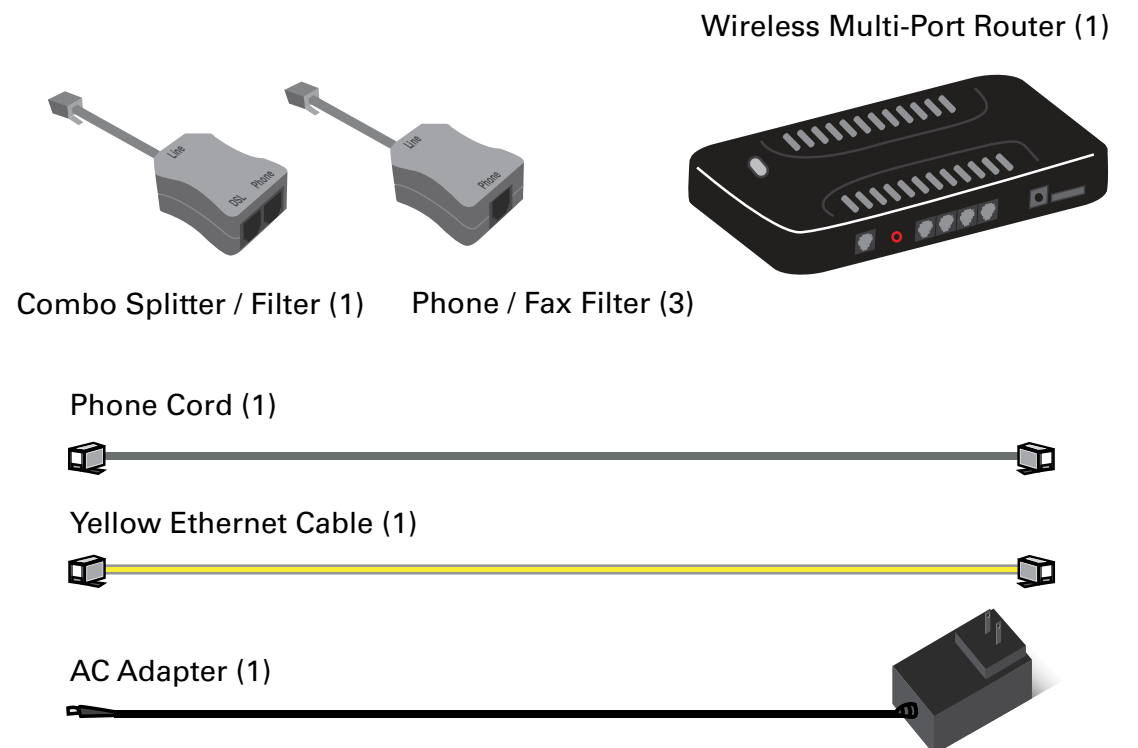 Wireless Multi-Port Router (1)
Line
DSL
Phone
Line
Phone
Combo Splitter / Filter (1)
Phone / Fax Filter (3)
Phone Cord (1)
Yellow Ethernet Cable (1)
AC Adapter (1)